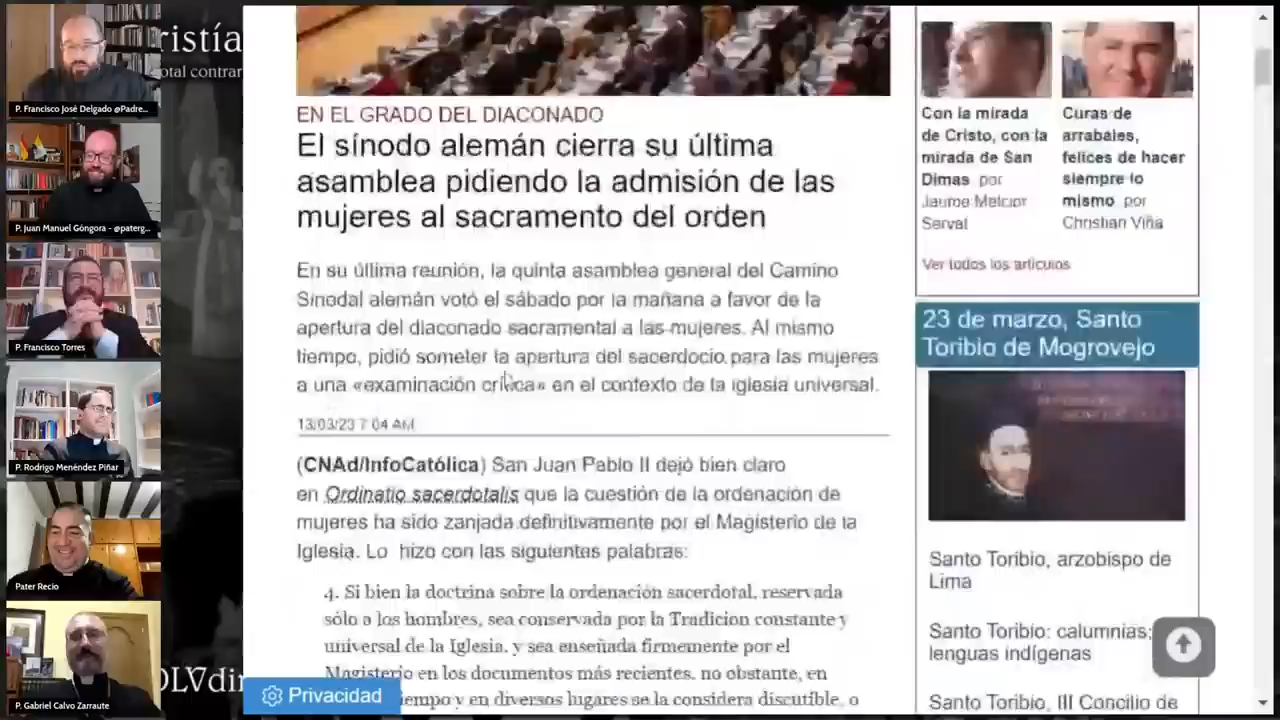 ristía
otal contrar
P. Francisco José Delgado @Padre...
P. Juan Manuel Góngora - @paterg...
P. Francisco Torres
P. Rodrigo Menéndez Piñar
Pater Recio
P. Gabriel Calvo Zarraute
OLVdir
EN EL GRADO DEL DIACONADO
El sínodo alemán cierra su última
asamblea pidiendo la admisión de las
mujeres al sacramento del orden
En su última reunión, la quinta asamblea general del Camino
Sinodal alemán votó el sábado por la mañana a favor de la
apertura del diaconado sacramental a las mujeres. Al mismo
tiempo, pidió someter la apertura del sacerdocio para las mujeres
a una «examinación crítica» en el contexto de la iglesia universal.
13/03/23 7:04 AM
(CNAd/InfoCatólica) San Juan Pablo II dejó bien claro
en Ordinatio sacerdotalis que la cuestión de la ordenación de
mujeres ha sido zanjada definitivamente por el Magisterio de la
Iglesia. Lo hizo con las siguientes palabras:
4. Si bien la doctrina sobre la ordenación sacerdotal, reservada
sólo a los hombres, sea conservada por la Tradicion constante y
universal de la Iglesia, y sea enseñada firmemente por el
Magisterio en los documentos más recientes, no obstante, en
iempo y en diversos lugares se la considera discutible, o
Privacidad
Con la mirada
de Cristo, con la
mirada de San
Dimas por
Jaume Melcior
Servat
Curas de
arrabales,
felices de hacer
siempre lo
mismo por
Christian Viña
Ver todos los artículos
23 de marzo, Santo
Toribio de Mogrovejo
Santo Toribio, arzobispo de
Lima
Santo Toribio: calumnias;
lenguas indígenas
Santo Toribio, III Concilio de